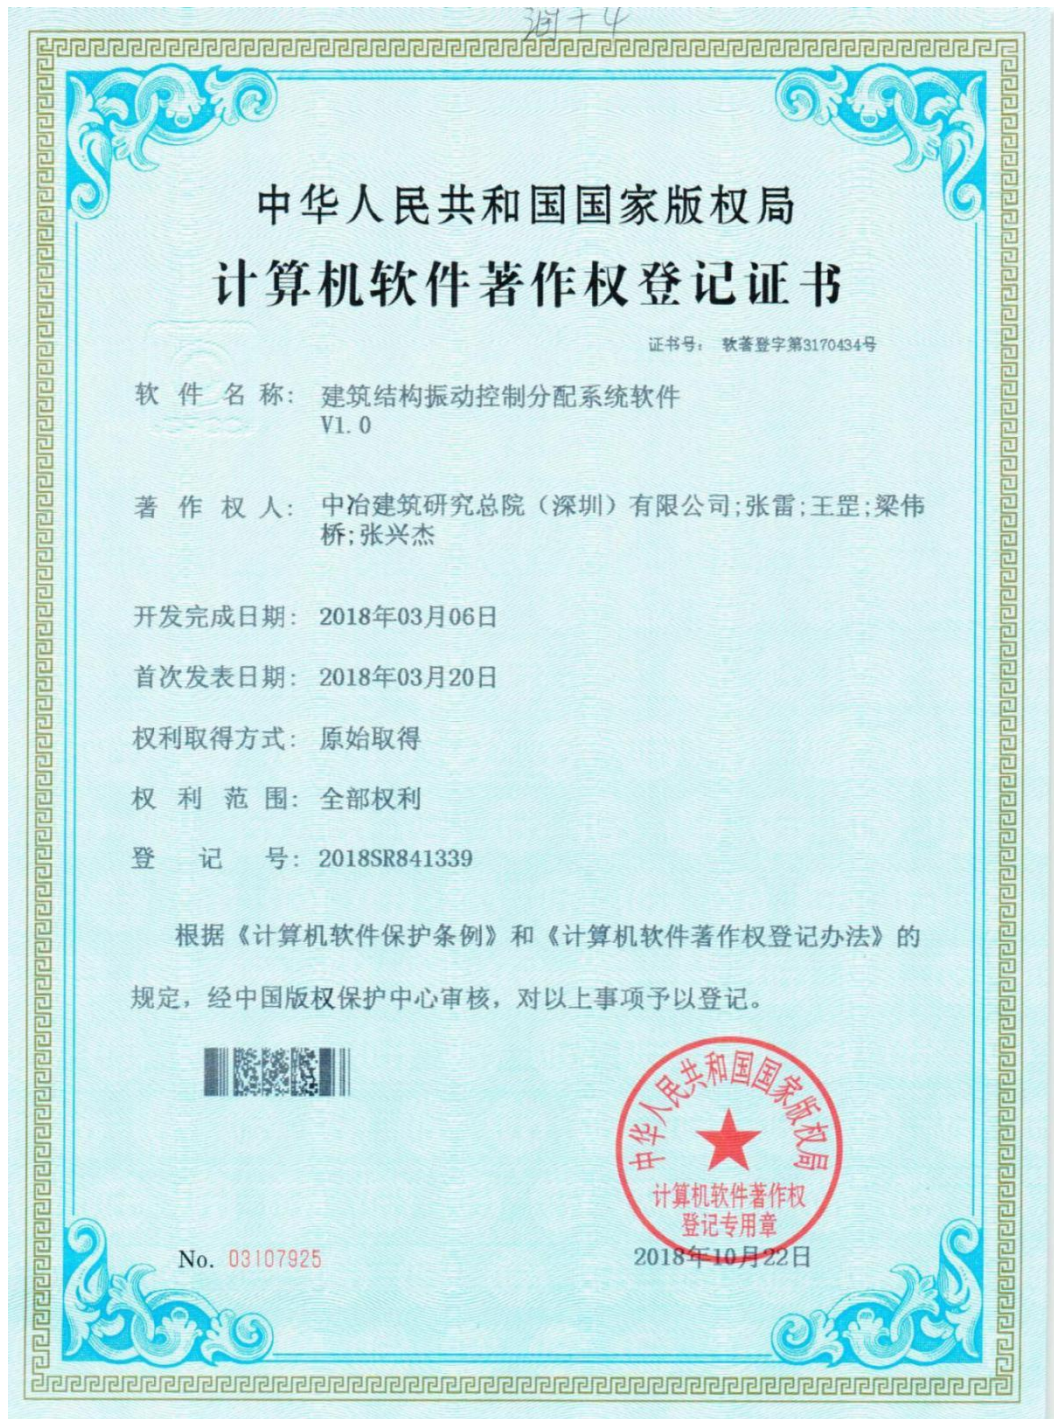 中华人民共和国国家版权局
计算机软件著作权登记证书
证书号: 软著登字第3170434号
软件名称: 建筑结构振动控制分配系统软件
V1.0
著作权人: 中冶建筑研究总院（深圳）有限公司;张雷;王罡;梁伟
桥;张兴杰
开发完成日期: 2018年03月06日
首次发表日期: 2018年03月20日
权利取得方式: 原始取得
权利范围: 全部权利
登记号: 2018SR841339
根据《计算机软件保护条例》和《计算机软件著作权登记办法》的
规定，经中国版权保护中心审核，对以上事项予以登记。
中华人民共和国国家版权局
计算机软件著作权
登记专用章
No. 03107925
2018年10月22日